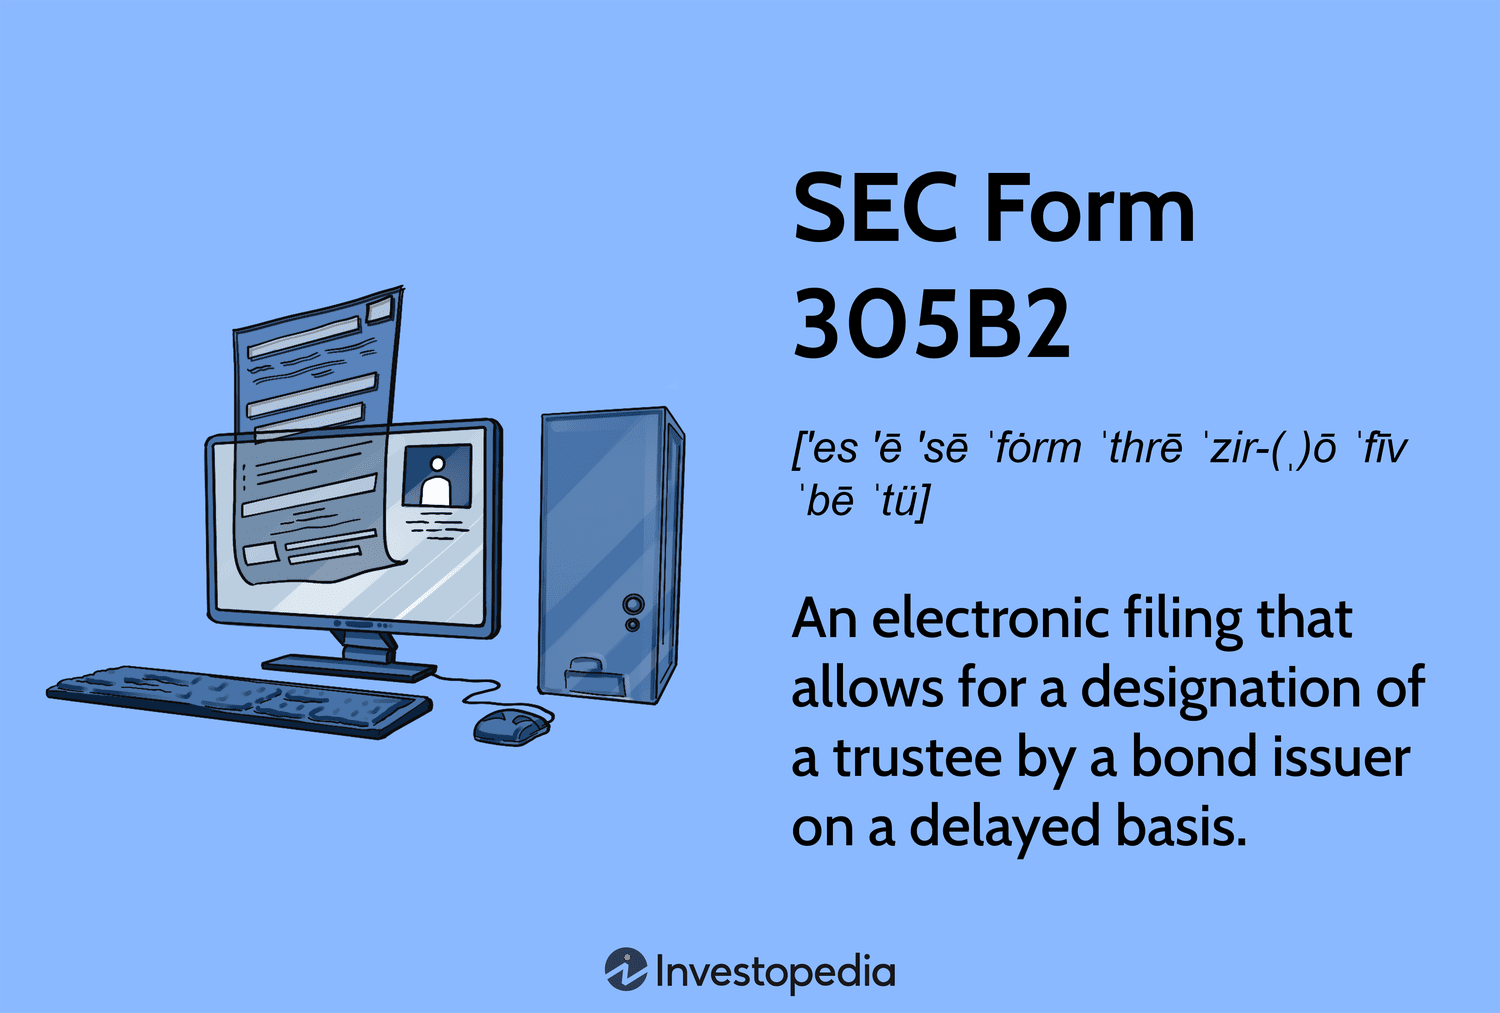 SEC Form
305B2
['es 'ē 'sē ˈfȯrm ˈthrē ˈzir-(ˌ)ō ˈfīv
ˈbē ˈtü]
An electronic filing that
allows for a designation of
a trustee by a bond issuer
on a delayed basis.
Investopedia